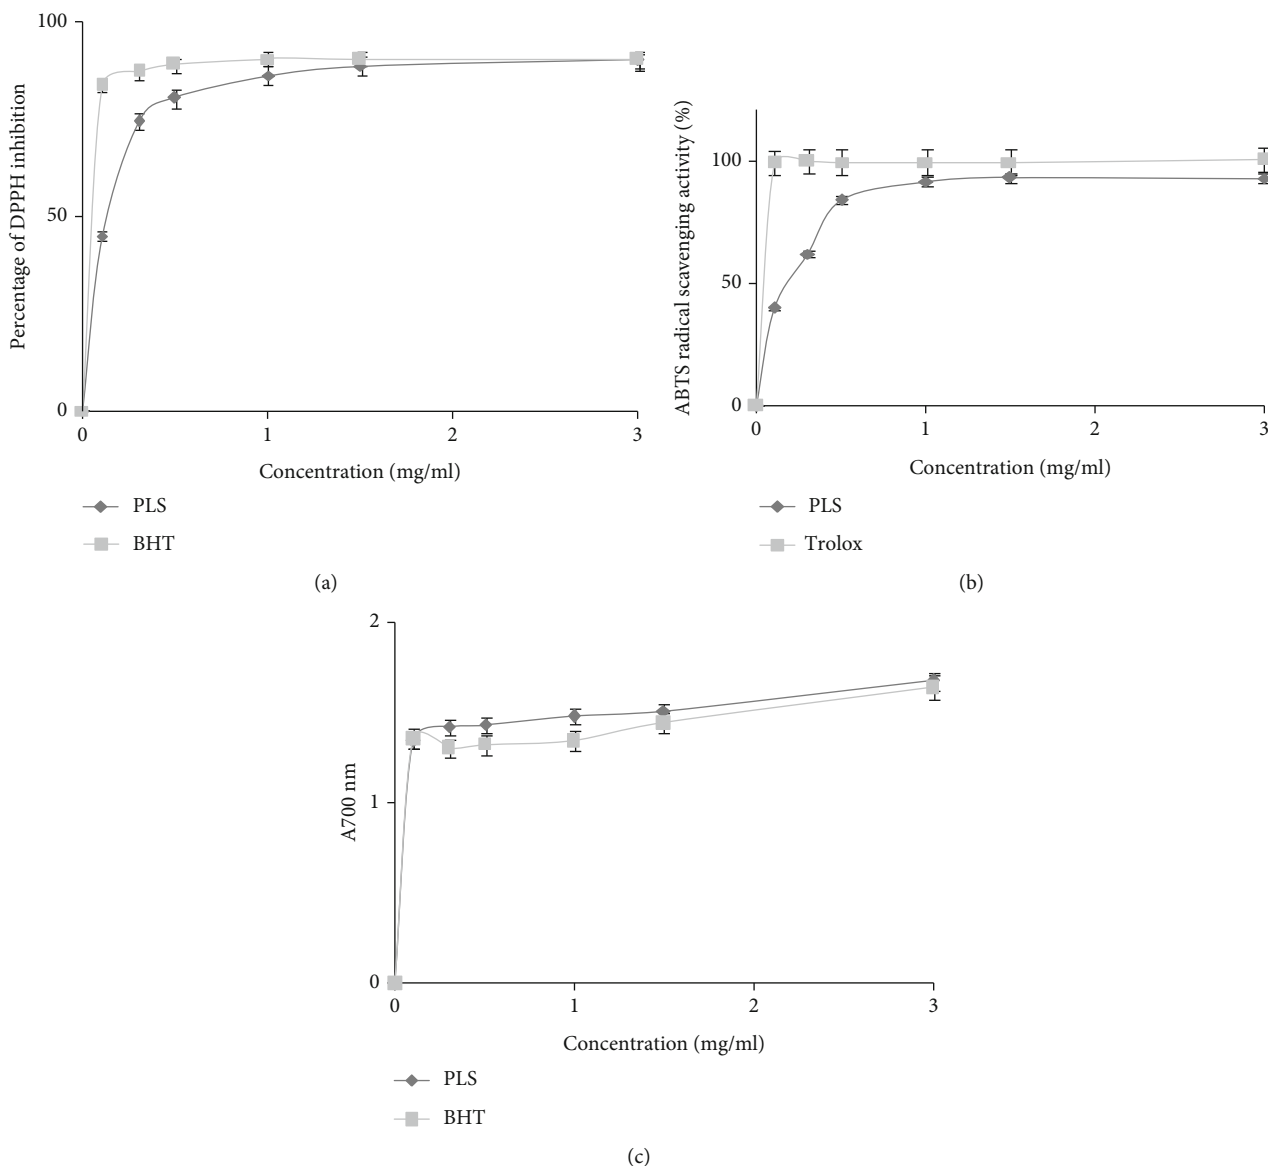 Percentage of DPPH inhibition
100
50
0
0 1 2 3
Concentration (mg/ml)
PLS
BHT
(a)
ABTS radical scavenging activity (%)
100
50
0
0 1 2 3
Concentration (mg/ml)
PLS
Trolox
(b)
A700 nm
2
1
0
0 1 2 3
Concentration (mg/ml)
PLS
BHT
(c)